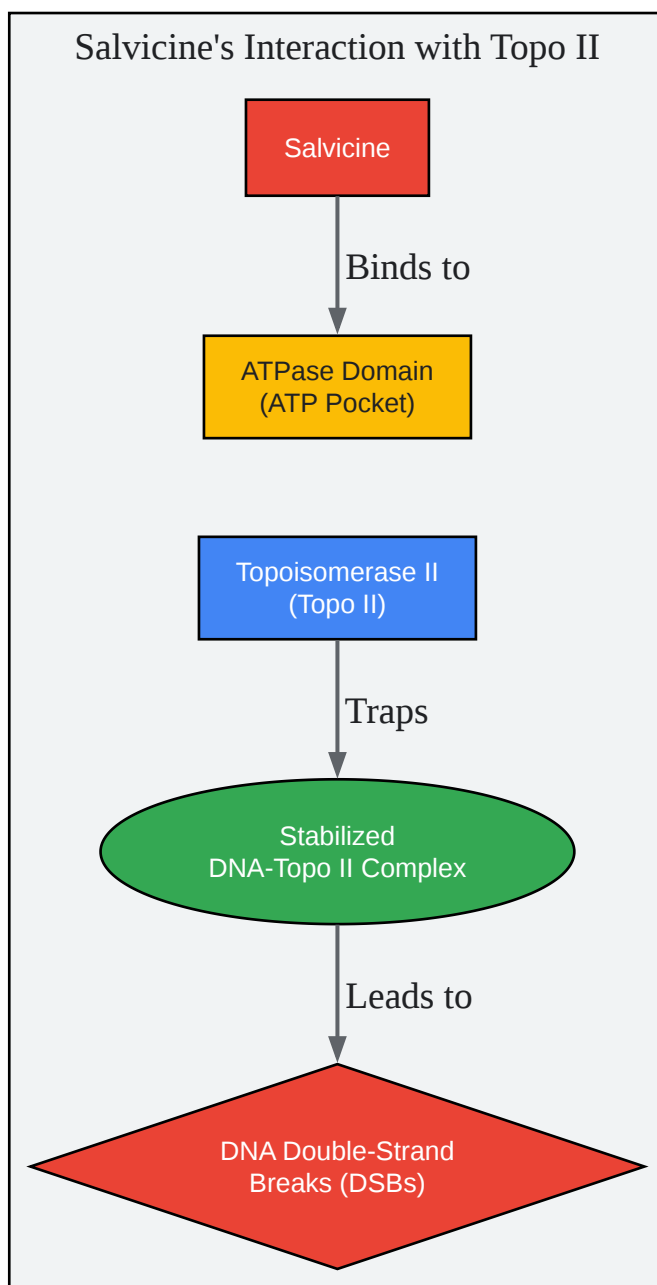 Salvicine's Interaction with Topo II
Salvicine
Binds to
ATPase Domain
(ATP Pocket)
Topoisomerase II
(Topo II)
Traps
Stabilized
DNA-Topo II Complex
Leads to
DNA Double-Strand
Breaks (DSBs)